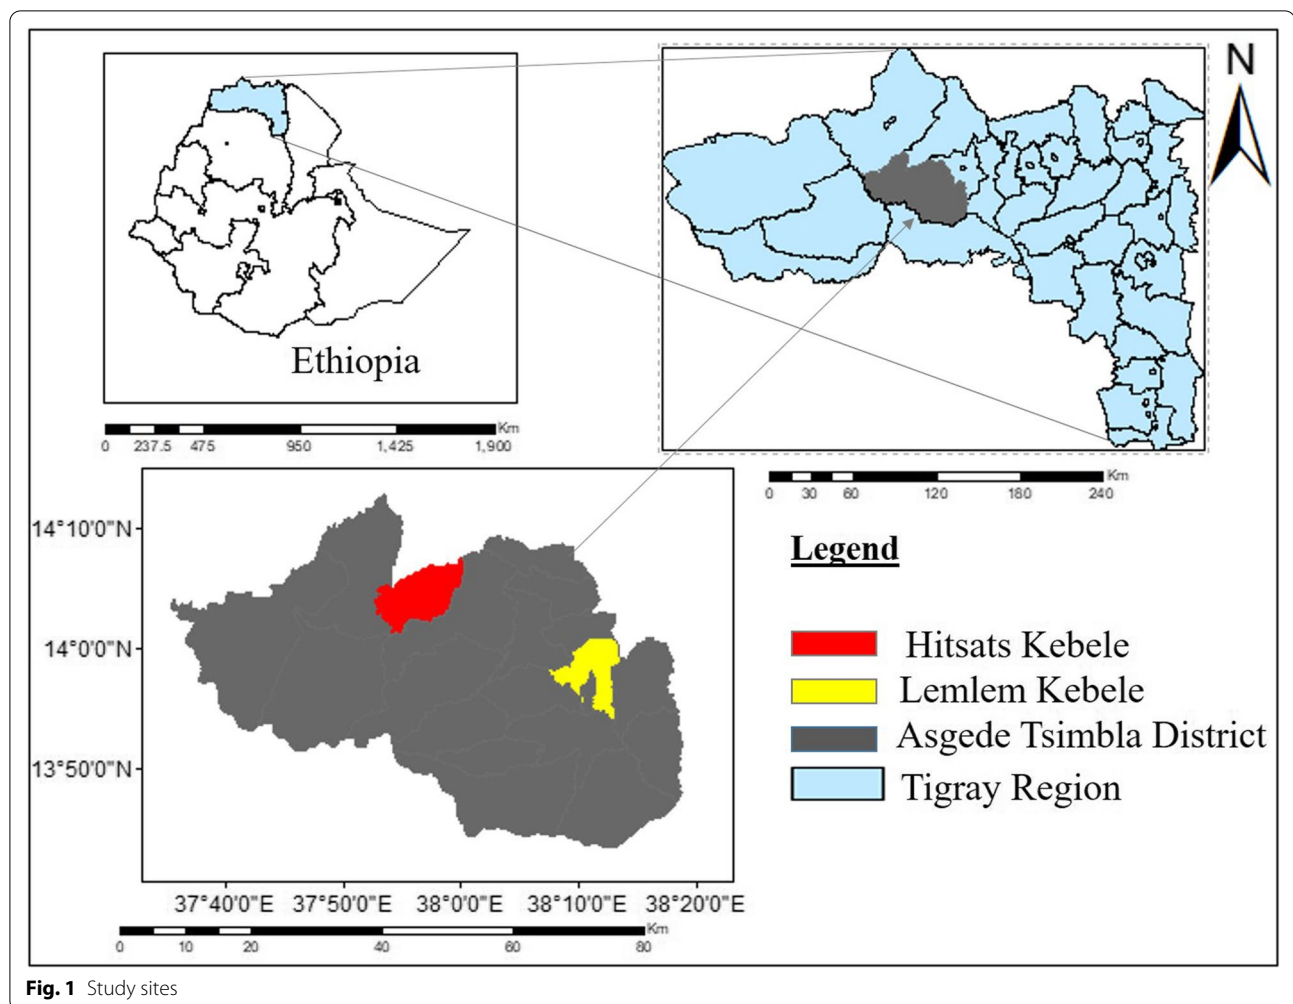 N
Ethiopia
Km
0 237.5 475 950 1,425 1,900
Km
0 30 60 120 180 240
14°10'0"N
14°0'0"N
13°50'0"N
37°40'0"E 37°50'0"E 38°0'0"E 38°10'0"E 38°20'0"E
Km
0 10 20 40 60 80
Legend
Hitsats Kebele
Lemlem Kebele
Asgede Tsimbla District
Tigray Region
Fig. 1 Study sites